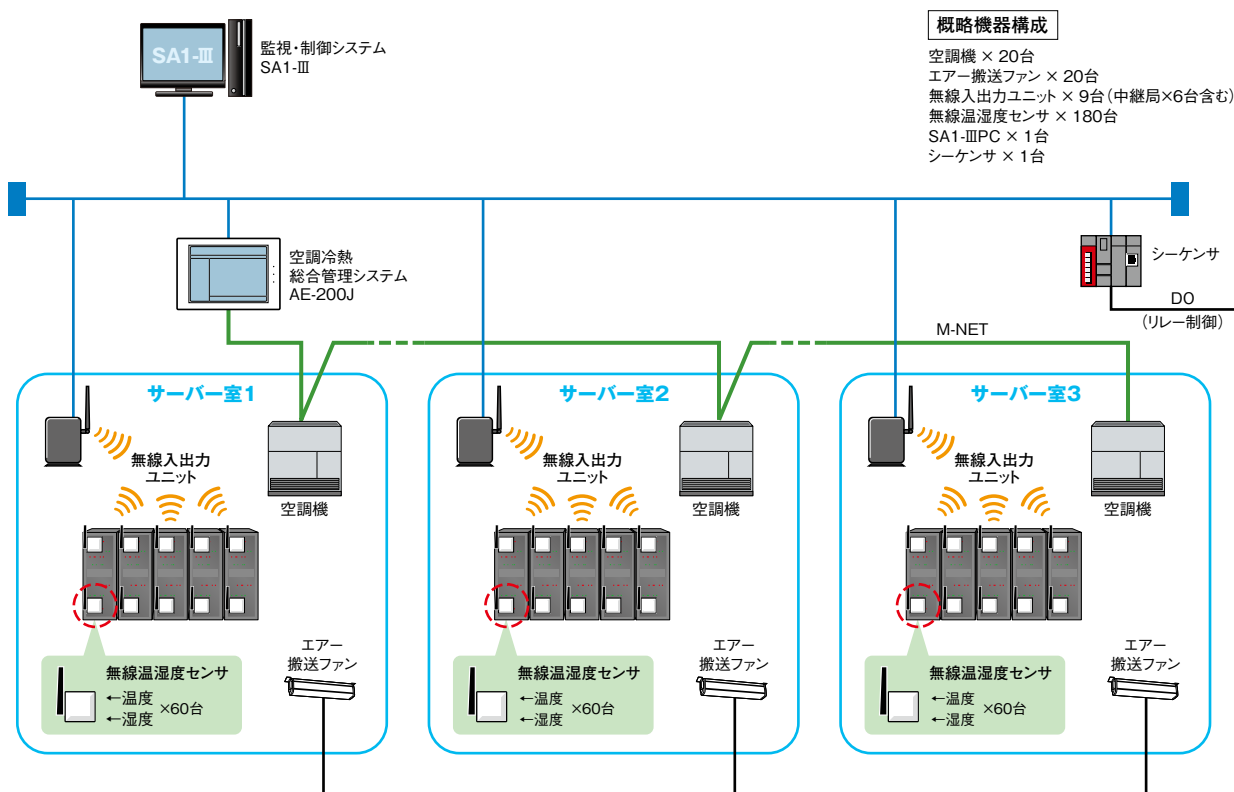 SA1-Ⅲ
監視・制御システム
SA1-Ⅲ
概略機器構成
空調機 × 20台
エアー搬送ファン × 20台
無線入出力ユニット × 9台(中継局×6台含む)
無線温湿度センサ × 180台
SA1-ⅢPC × 1台
シーケンサ × 1台
空調冷熱
総合管理システム
AE-200J
シーケンサ
DO
(リレー制御)
M-NET
サーバー室1
無線入出力
ユニット
空調機
無線温湿度センサ
←温度
←湿度
×60台
エアー
搬送ファン
サーバー室2
無線入出力
ユニット
空調機
無線温湿度センサ
←温度
←湿度
×60台
エアー
搬送ファン
サーバー室3
無線入出力
ユニット
空調機
無線温湿度センサ
←温度
←湿度
×60台
エアー
搬送ファン